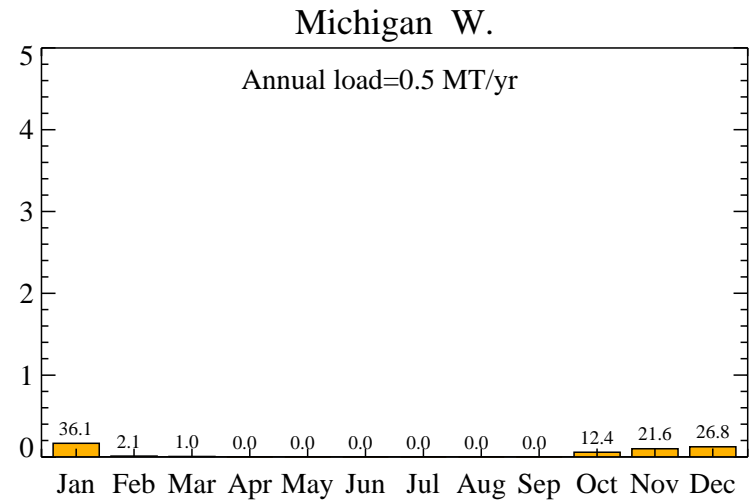 Michigan W.
Annual load=0.5 MT/yr
5
4
3
2
1
0
36.1 2.1 1.0 0.0 0.0 0.0 0.0 0.0 0.0 12.4 21.6 26.8
Jan Feb Mar Apr May Jun Jul Aug Sep Oct Nov Dec